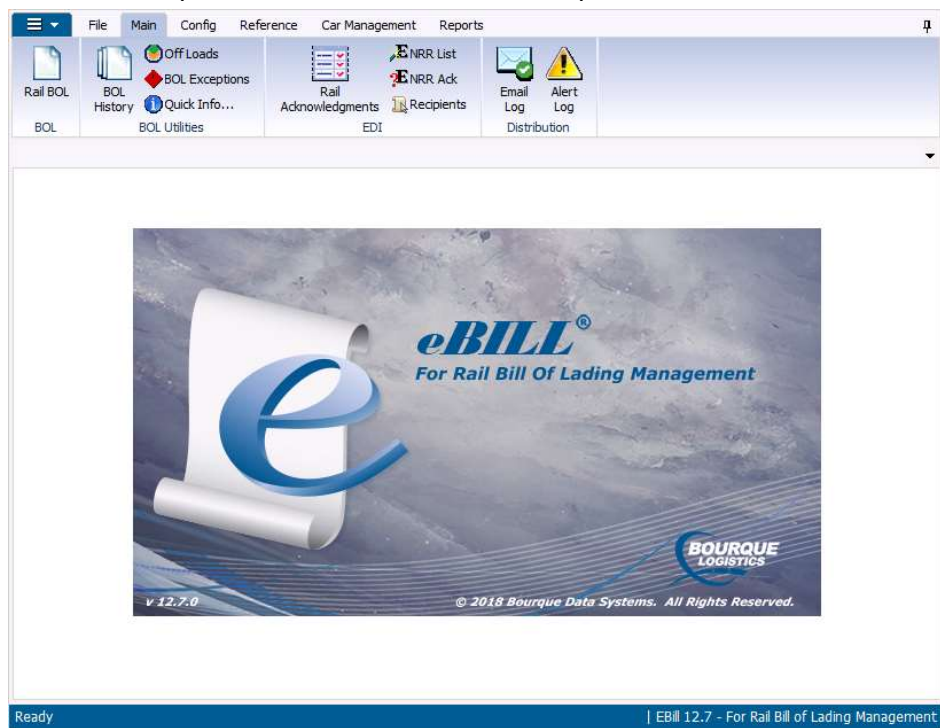 File Main Config Reference Car Management Reports
Rail BOL
BOL
BOL
History
Off Loads
BOL Exceptions
Quick Info...
BOL Utilities
Rail
Acknowledgments
NRR List
NRR Ack
Recipients
EDI
Email
Log
Alert
Log
Distribution
eBILL®
For Rail Bill Of Lading Management
e
BOURQUE
LOGISTICS
v 12.7.0
© 2018 Bourque Data Systems. All Rights Reserved.
Ready
| EBill 12.7 - For Rail Bill of Lading Management